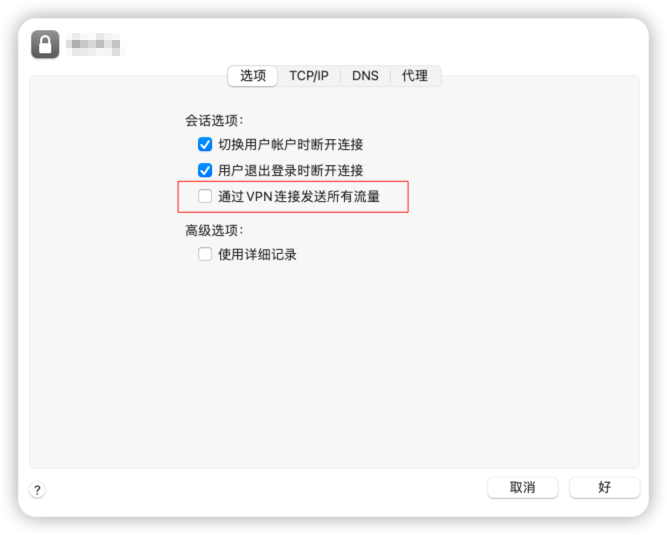 选项 TCP/IP DNS 代理
会话选项：
切换用户帐户时断开连接
用户退出登录时断开连接
通过 VPN 连接发送所有流量
高级选项：
使用详细记录
? 取消 好